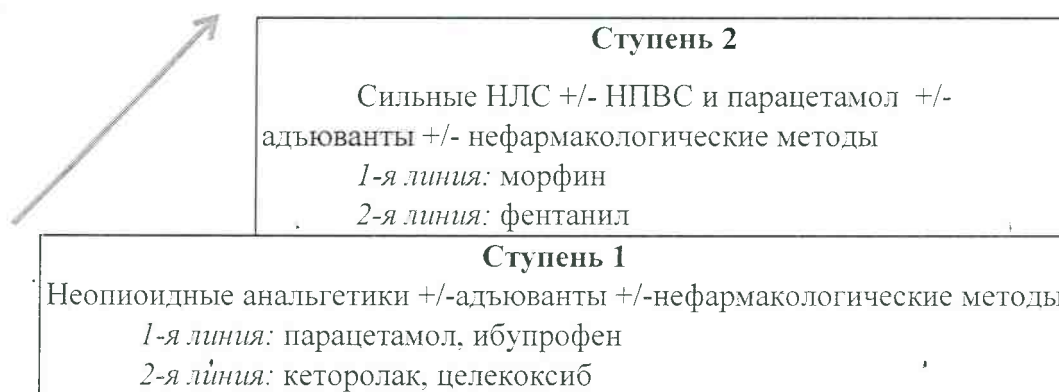 Ступень 2
Сильные НЛС +/- НПВС и парацетамол +/-
адъюванты +/- нефармакологические методы
1-я линия: морфин
2-я линия: фентанил
Ступень 1
Неопиоидные анальгетики +/-адъюванты +/-нефармакологические методы
1-я линия: парацетамол, ибупрофен
2-я линия: кеторолак, целекоксиб